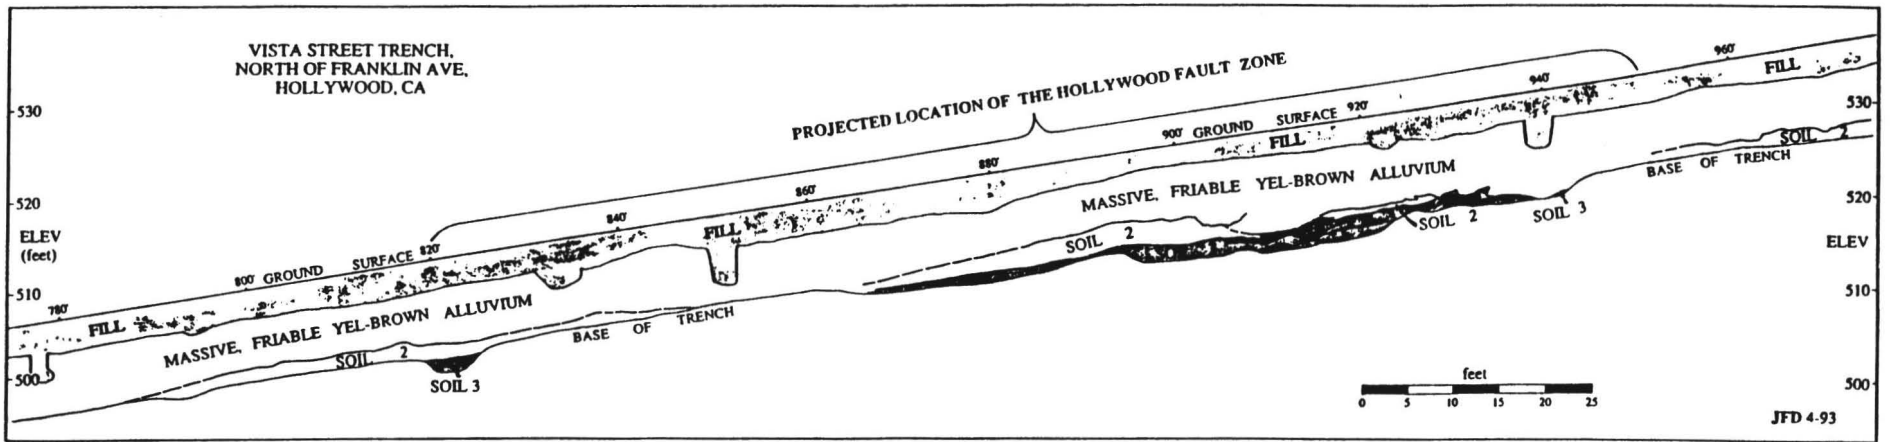 VISTA STREET TRENCH,
NORTH OF FRANKLIN AVE,
HOLLYWOOD, CA
PROJECTED LOCATION OF THE HOLLYWOOD FAULT ZONE
530
520
ELEV
(feet)
510
500
780'
800'
GROUND SURFACE
820'
840'
860'
880'
900'
GROUND SURFACE
920'
940'
960'
FILL
FILL
FILL
FILL
MASSIVE, FRIABLE YEL-BROWN ALLUVIUM
MASSIVE, FRIABLE YEL-BROWN ALLUVIUM
SOIL 2
SOIL 3
BASE OF TRENCH
SOIL 2
SOIL 2
SOIL 3
BASE OF TRENCH
SOIL 2
530
520
ELEV
510
500
feet
0 5 10 15 20 25
JFD 4-93